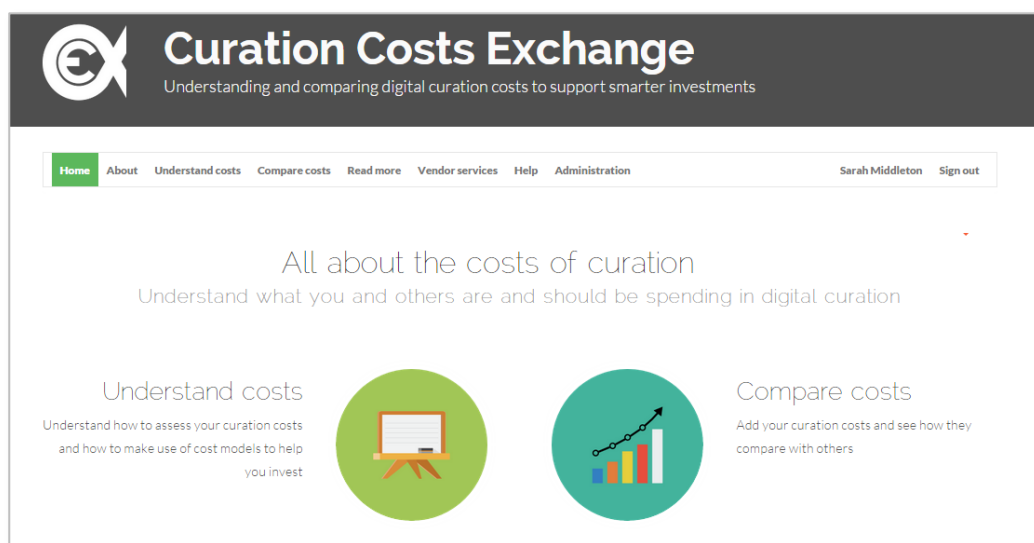 Curation Costs Exchange
Understanding and comparing digital curation costs to support smarter investments
Home About Understand costs Compare costs Read more Vendor services Help Administration Sarah Middleton Sign out
All about the costs of curation
Understand what you and others are and should be spending in digital curation
Understand costs
Understand how to assess your curation costs
and how to make use of cost models to help
you invest
Compare costs
Add your curation costs and see how they
compare with others